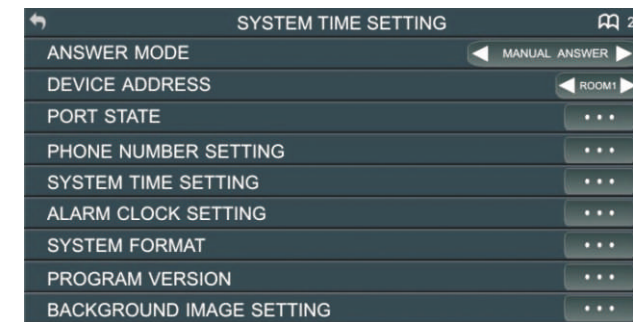 SYSTEM TIME SETTING 2
ANSWER MODE MANUAL ANSWER
DEVICE ADDRESS ROOM1
PORT STATE ...
PHONE NUMBER SETTING ...
SYSTEM TIME SETTING ...
ALARM CLOCK SETTING ...
SYSTEM FORMAT ...
PROGRAM VERSION ...
BACKGROUND IMAGE SETTING ...